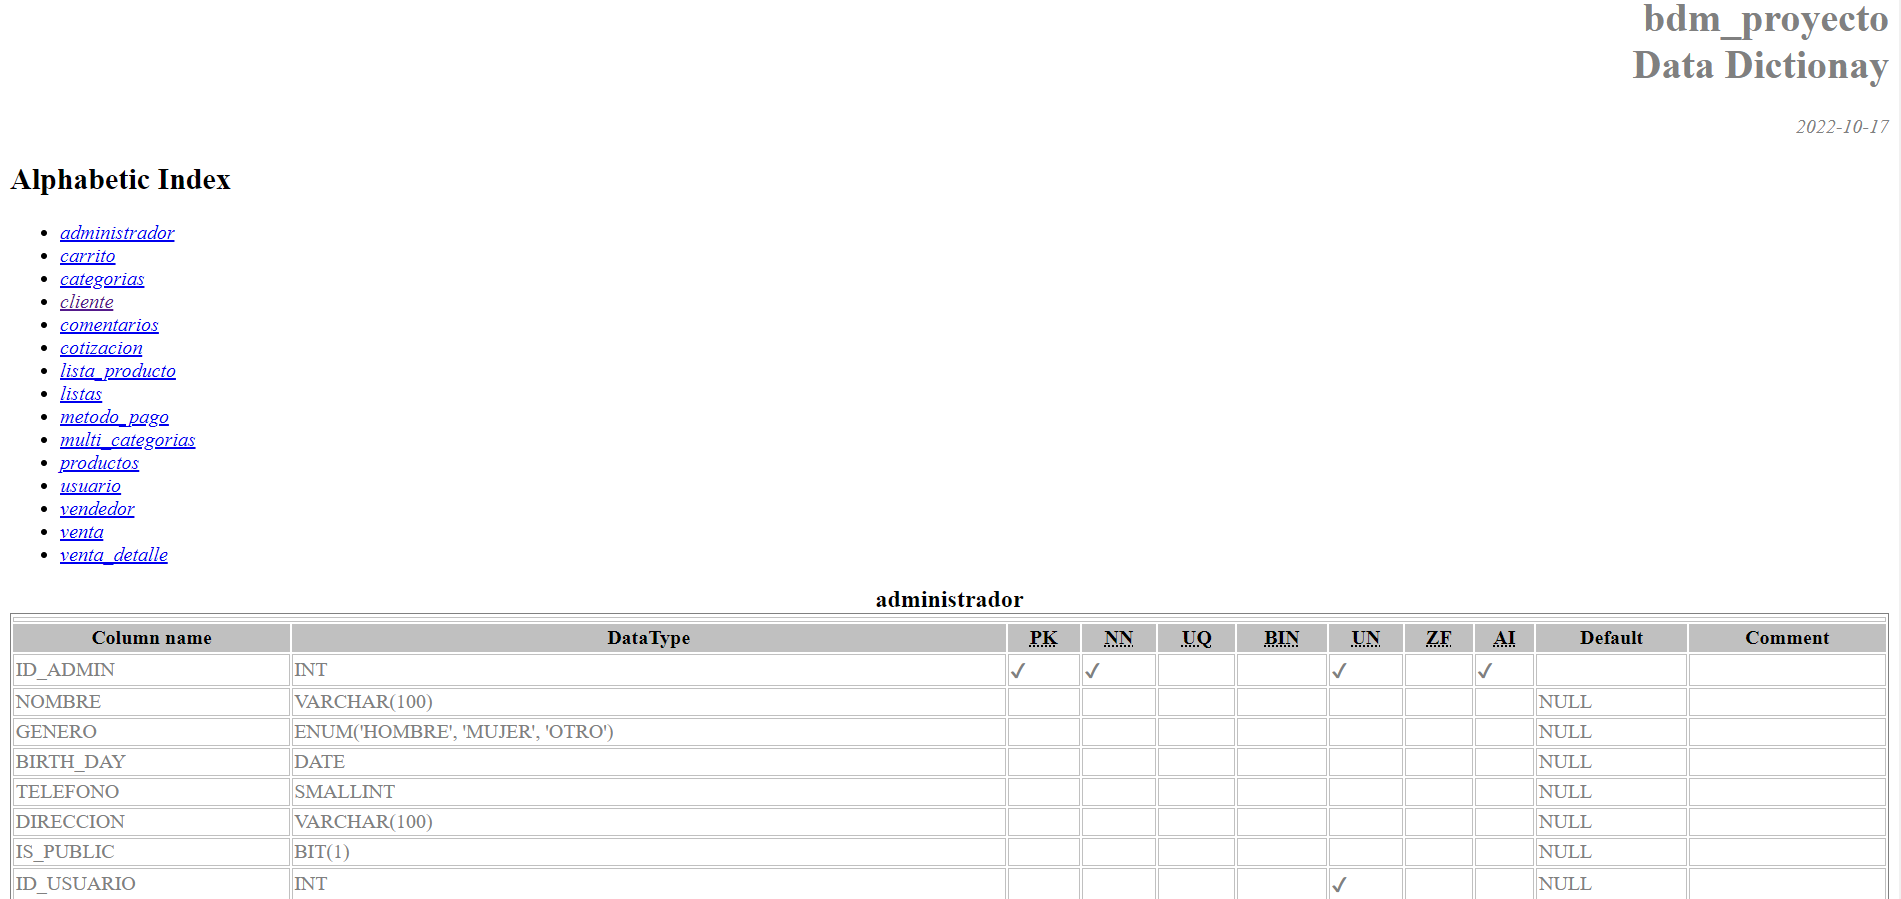 bdm_proyecto
Data Dictionay
2022-10-17
Alphabetic Index
administrador
carrito
categorias
cliente
comentarios
cotizacion
lista_producto
listas
metodo_pago
multi_categorias
productos
usuario
vendedor
venta
venta_detalle
administrador
Column name DataType PK NN UQ BIN UN ZF AI Default Comment
ID_ADMIN INT ✓ ✓ ✓ ✓
NOMBRE VARCHAR(100) NULL
GENERO ENUM('HOMBRE', 'MUJER', 'OTRO') NULL
BIRTH_DAY DATE NULL
TELEFONO SMALLINT NULL
DIRECCION VARCHAR(100) NULL
IS_PUBLIC BIT(1) NULL
ID_USUARIO INT ✓ NULL